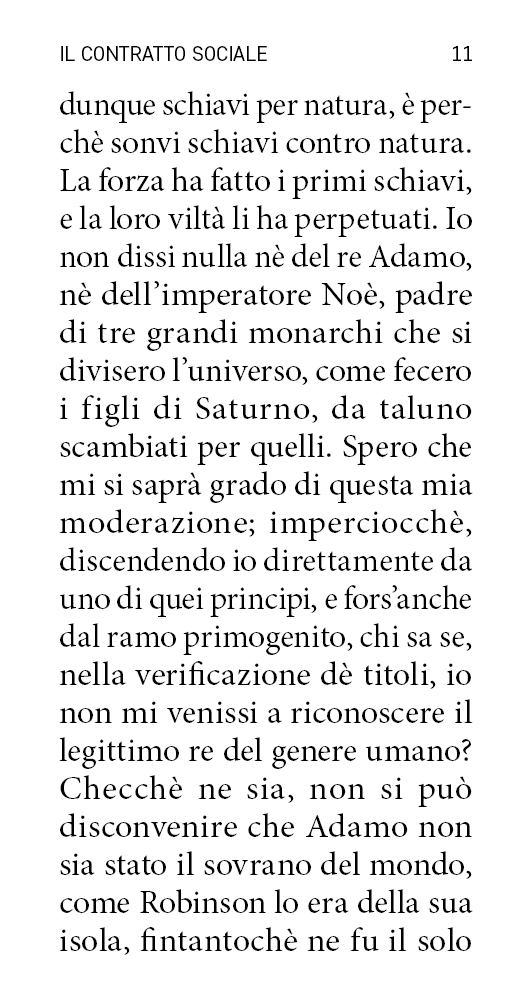 IL CONTRATTO SOCIALE 11
dunque schiavi per natura, è per-
chè sonvi schiavi contro natura.
La forza ha fatto i primi schiavi,
e la loro viltà li ha perpetuati. Io
non dissi nulla nè del re Adamo,
nè dell’imperatore Noè, padre
di tre grandi monarchi che si
divisero l’universo, come fecero
i figli di Saturno, da taluno
scambiati per quelli. Spero che
mi si saprà grado di questa mia
moderazione; imperciocchè,
discendendo io direttamente da
uno di quei principi, e fors’anche
dal ramo primogenito, chi sa se,
nella verificazione dè titoli, io
non mi venissi a riconoscere il
legittimo re del genere umano?
Checchè ne sia, non si può
disconvenire che Adamo non
sia stato il sovrano del mondo,
come Robinson lo era della sua
isola, fintantochè ne fu il solo